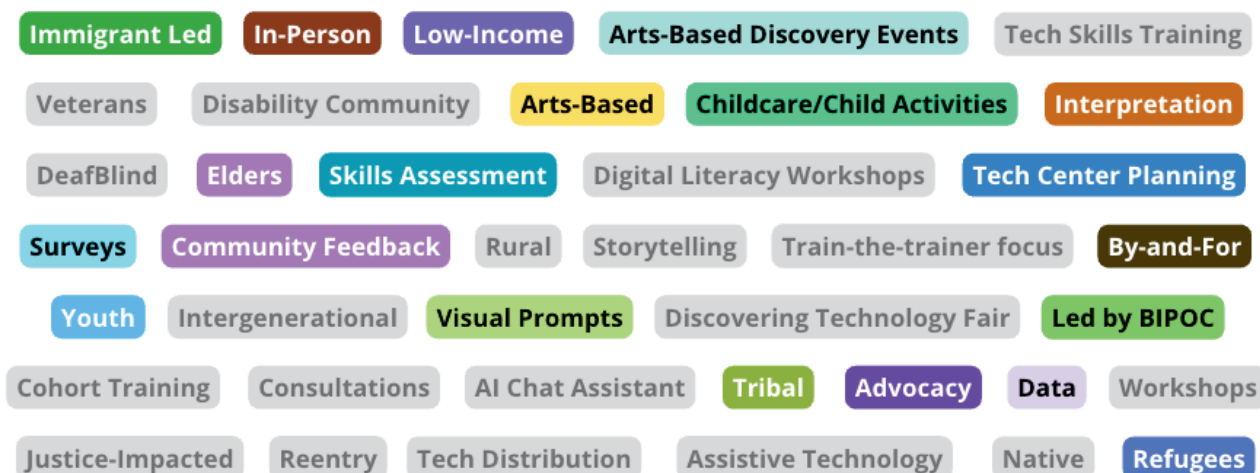 Immigrant Led In-Person Low-Income Arts-Based Discovery Events Tech Skills Training
Veterans Disability Community Arts-Based Childcare/Child Activities Interpretation
DeafBlind Elders Skills Assessment Digital Literacy Workshops Tech Center Planning
Surveys Community Feedback Rural Storytelling Train-the-trainer focus By-and-For
Youth Intergenerational Visual Prompts Discovering Technology Fair Led by BIPOC
Cohort Training Consultations AI Chat Assistant Tribal Advocacy Data Workshops
Justice-Impacted Reentry Tech Distribution Assistive Technology Native Refugees